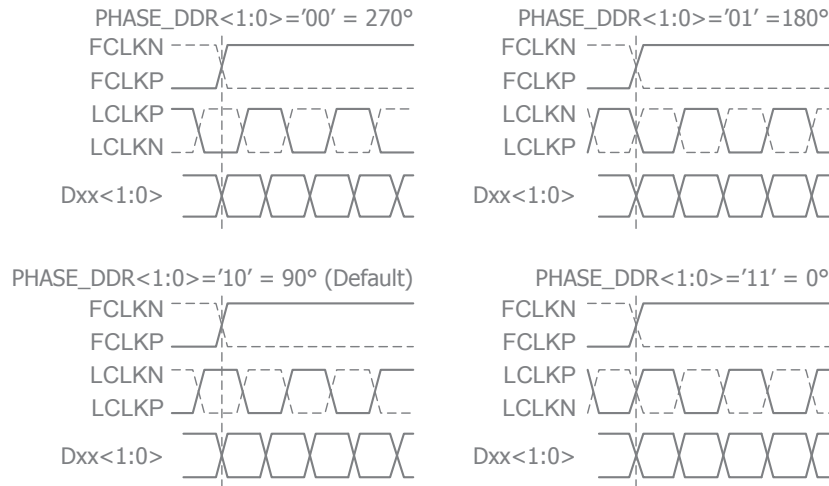 PHASE_DDR<1:0>='00' = 270°
FCLKN
FCLKP
LCLKP
LCLKN
Dxx<1:0>
PHASE_DDR<1:0>='01' =180°
FCLKN
FCLKP
LCLKN
LCLKP
Dxx<1:0>
PHASE_DDR<1:0>='10' = 90° (Default)
FCLKN
FCLKP
LCLKN
LCLKP
Dxx<1:0>
PHASE_DDR<1:0>='11' = 0°
FCLKN
FCLKP
LCLKP
LCLKN
Dxx<1:0>